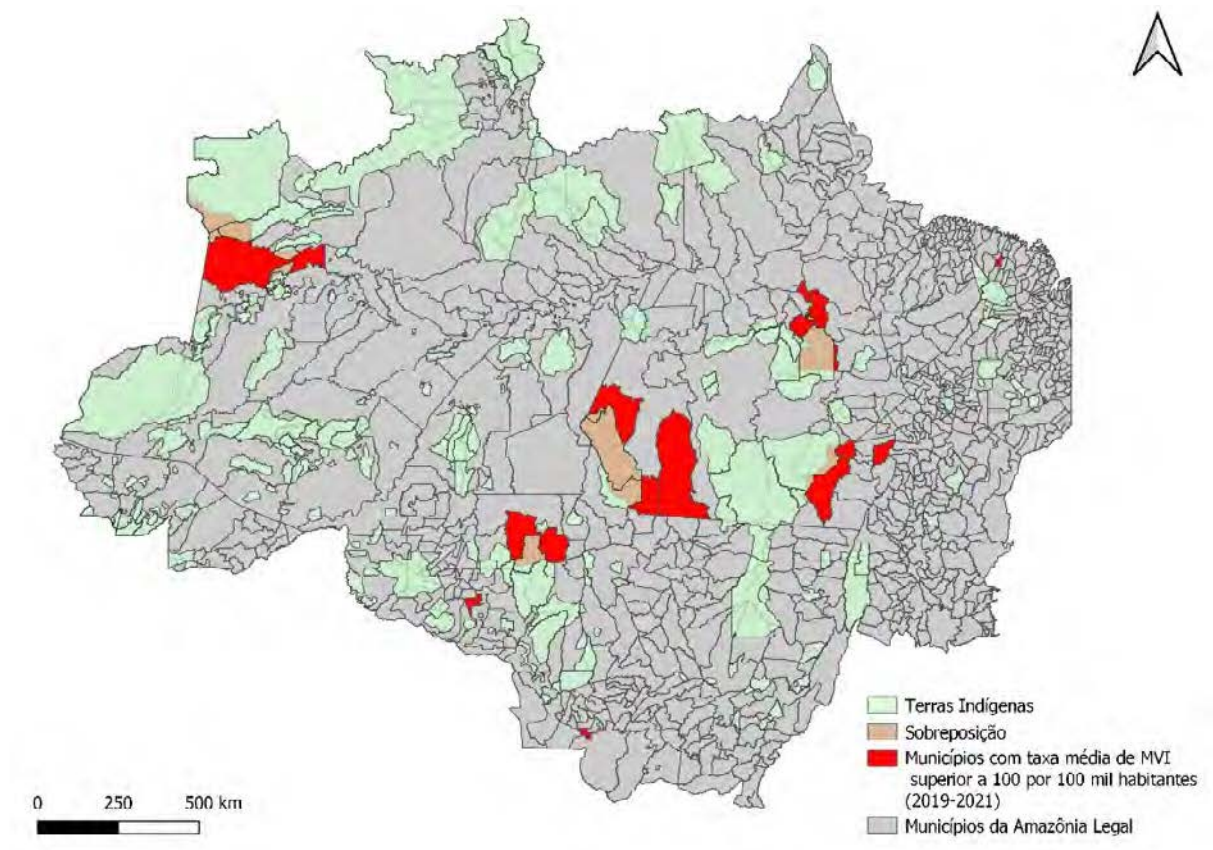 Terras Indígenas
Sobreposição
Municípios com taxa média de MVI
superior a 100 por 100 mil habitantes
(2019-2021)
Municípios da Amazônia Legal
0 250 500 km